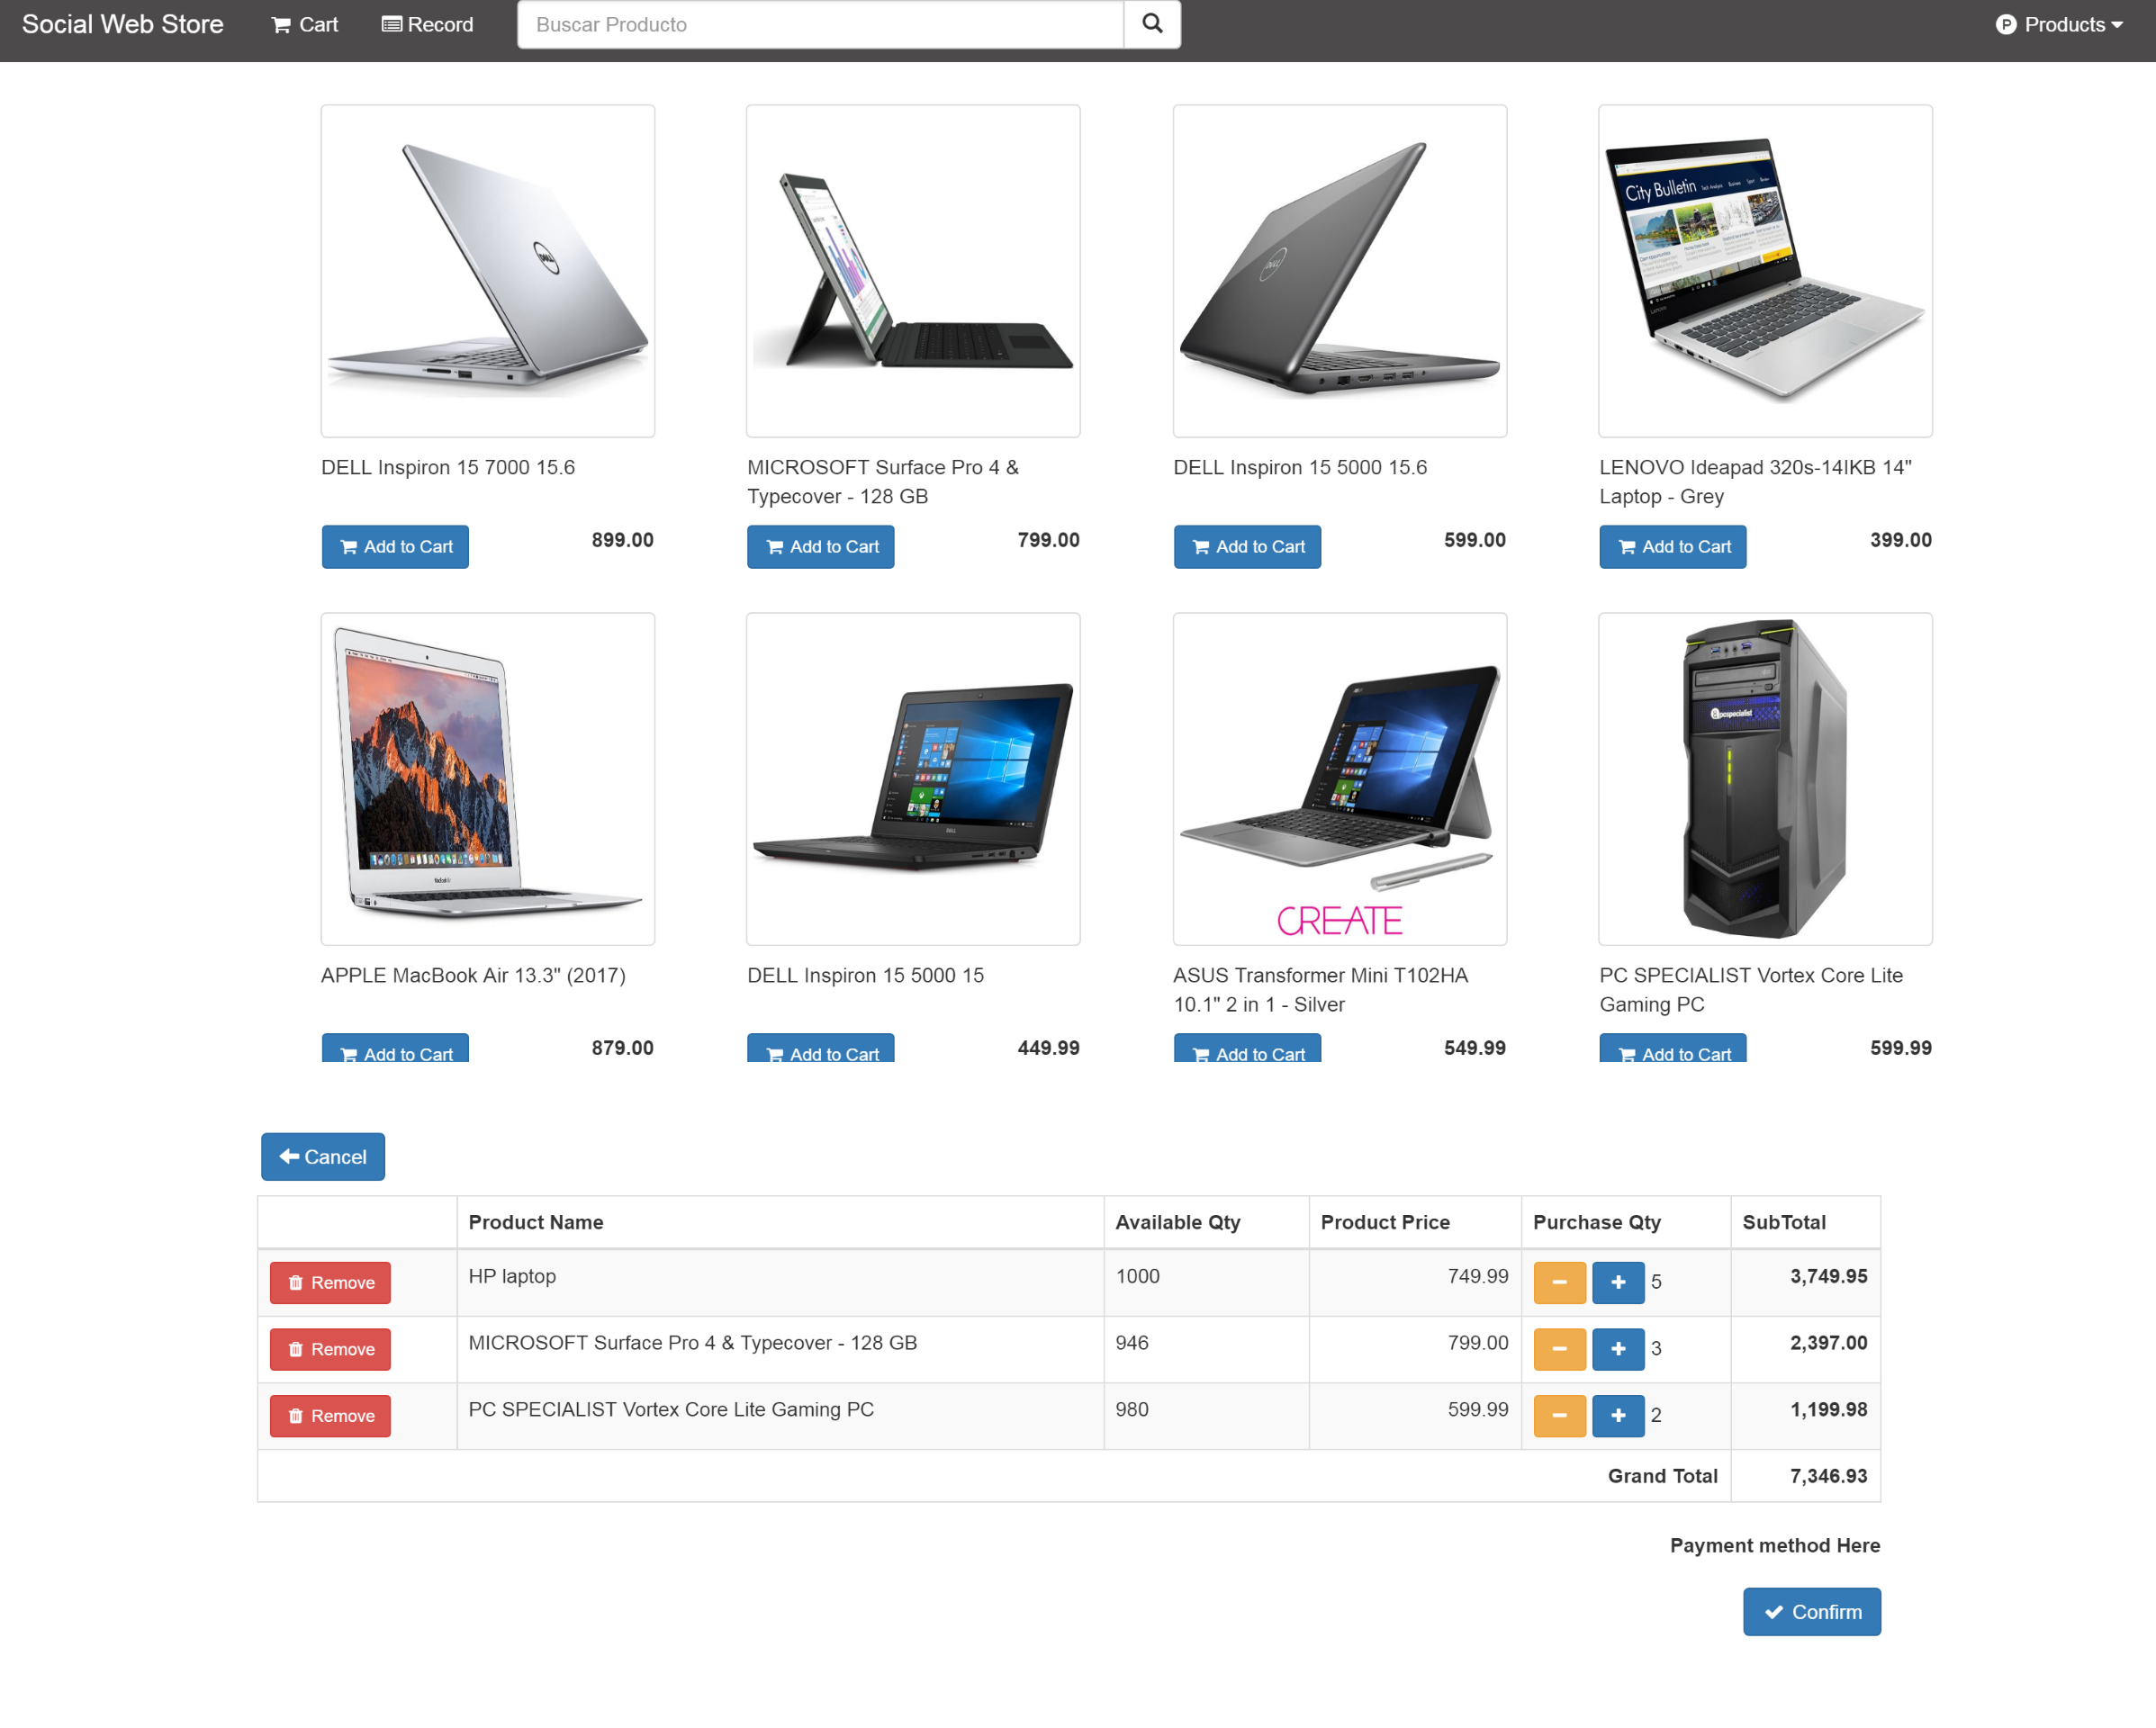 Social Web Store Cart Record Buscar Producto Products
DELL
DELL
City Bulletin
DELL Inspiron 15 7000 15.6
MICROSOFT Surface Pro 4 &
Typecover - 128 GB
DELL Inspiron 15 5000 15.6
LENOVO Ideapad 320s-14IKB 14"
Laptop - Grey
Add to Cart 899.00
Add to Cart 799.00
Add to Cart 599.00
Add to Cart 399.00
MacBook Air
DELL
CREATE
pcspecialist
APPLE MacBook Air 13.3" (2017)
DELL Inspiron 15 5000 15
ASUS Transformer Mini T102HA
10.1" 2 in 1 - Silver
PC SPECIALIST Vortex Core Lite
Gaming PC
Add to Cart 879.00
Add to Cart 449.99
Add to Cart 549.99
Add to Cart 599.99
Cancel
Product Name Available Qty Product Price Purchase Qty SubTotal
Remove HP laptop 1000 749.99 5 3,749.95
Remove MICROSOFT Surface Pro 4 & Typecover - 128 GB 946 799.00 3 2,397.00
Remove PC SPECIALIST Vortex Core Lite Gaming PC 980 599.99 2 1,199.98
Grand Total 7,346.93
Payment method Here
Confirm